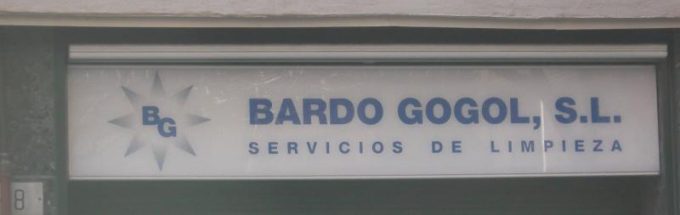 BG
BARDO GOGOL, S.L.
SERVICIOS DE LIMPIEZA
8